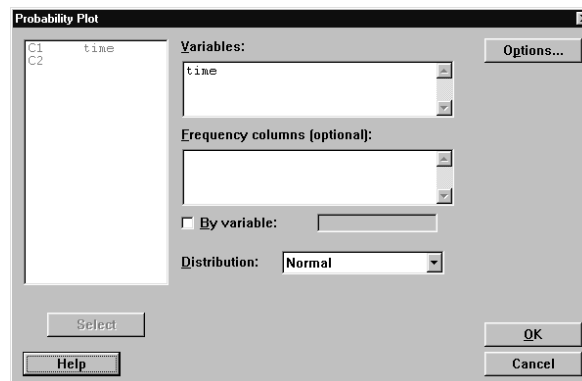 Probability Plot
C1 time
C2
Variables:
time
Options...
Frequency columns (optional):
By variable:
Distribution: Normal
Select
Help
OK
Cancel